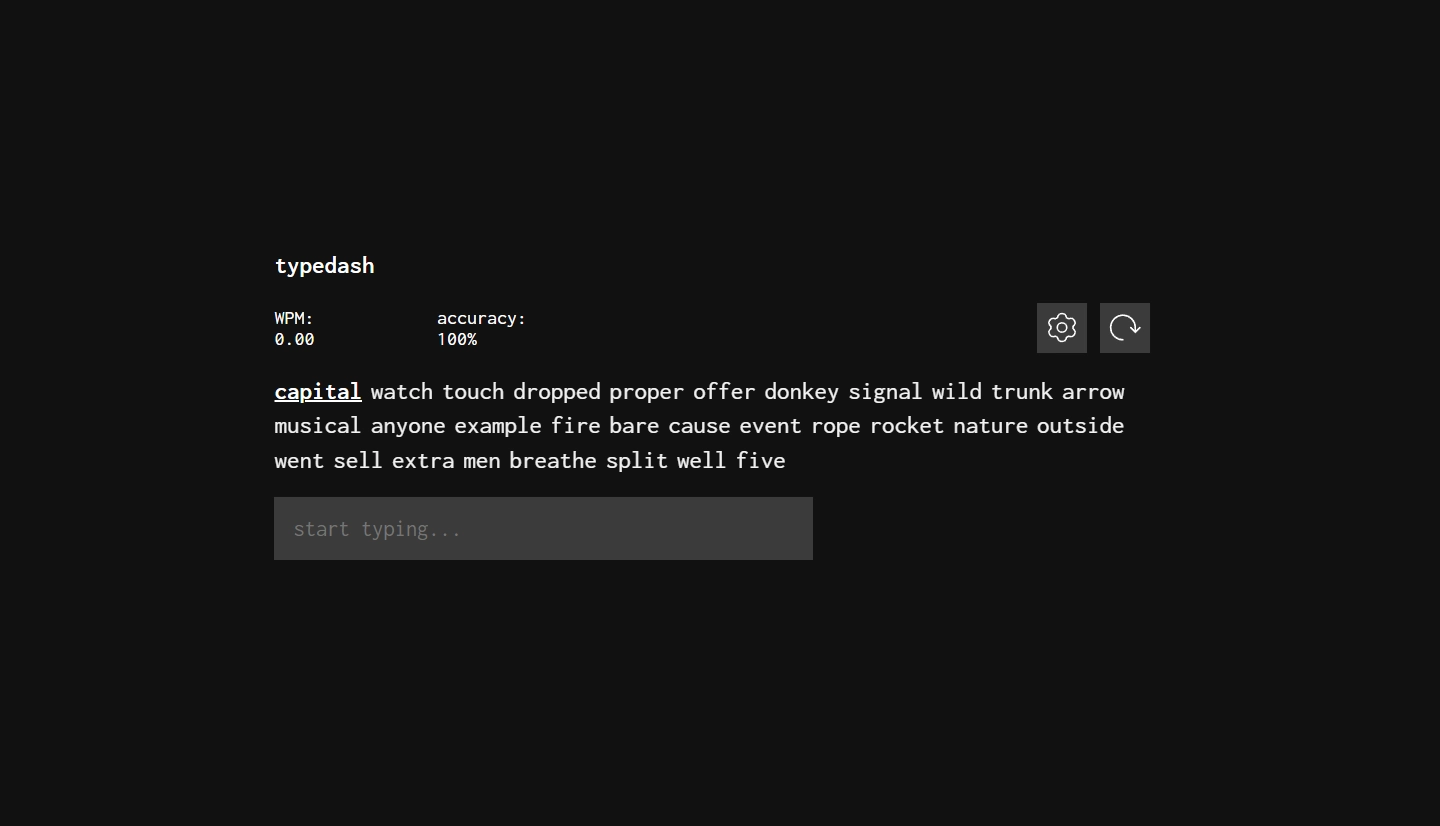 typedash
WPM:
0.00
accuracy:
100%
capital watch touch dropped proper offer donkey signal wild trunk arrow
musical anyone example fire bare cause event rope rocket nature outside
went sell extra men breathe split well five
start typing...